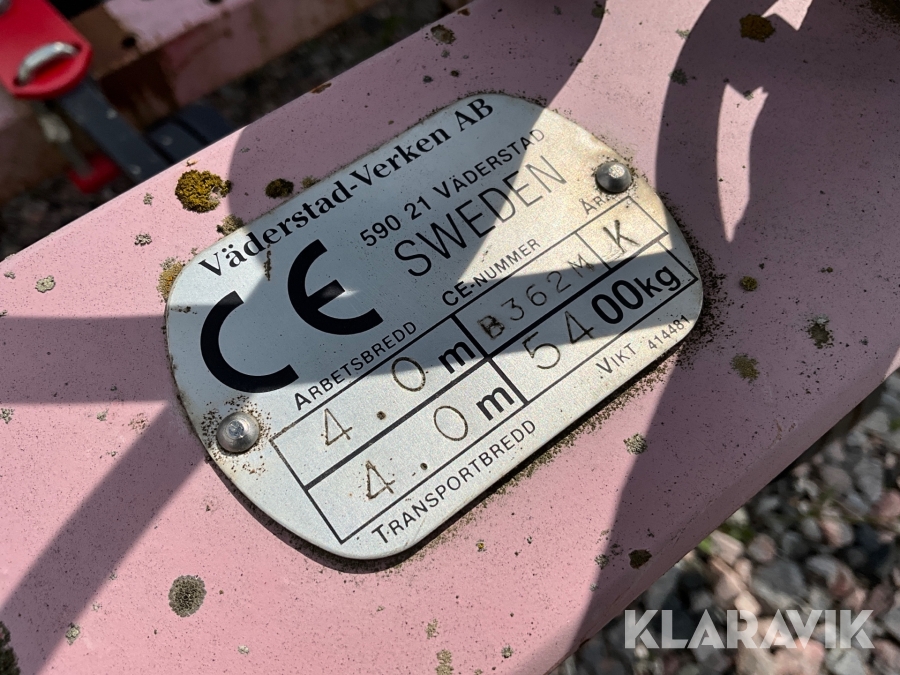 Väderstad-Verken AB
590 21 VÄDERSTAD
SWEDEN
CE
CE-NUMMER
B362M K
ARBETSBREDD
4.0 m 5400kg
4.0 m VIKT 414481
TRANSPORTBREDD
KLARAVIK